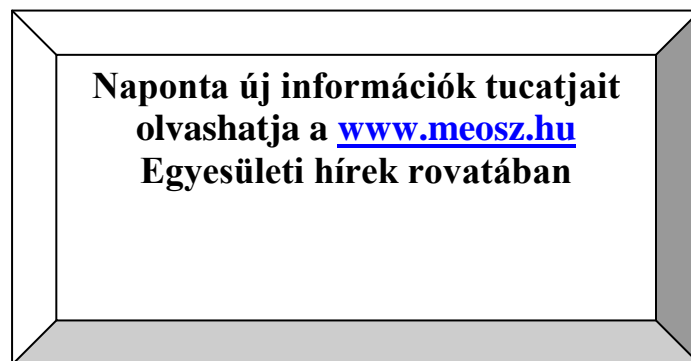 Naponta új információk tucatjait
olvashatja a www.meosz.hu
Egyesületi hírek rovatában